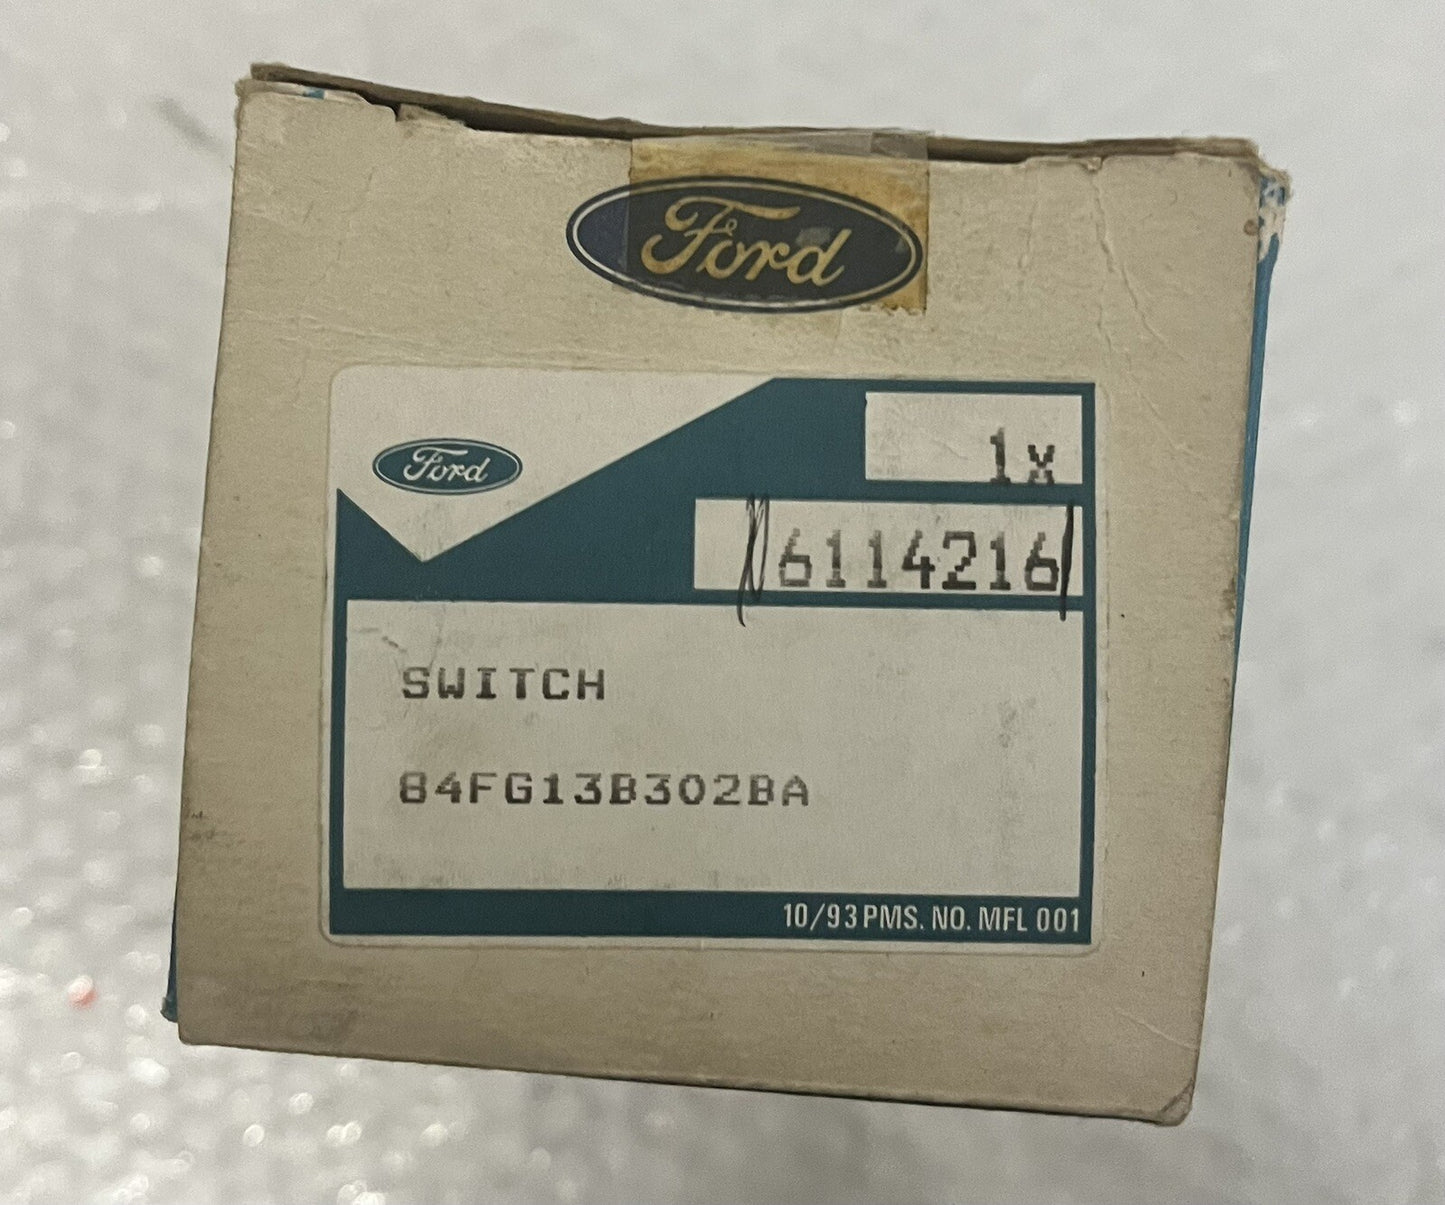 Ford
Ford
1x
6114216
SWITCH
84FG13B302BA
10/93 PMS. NO. MFL 001